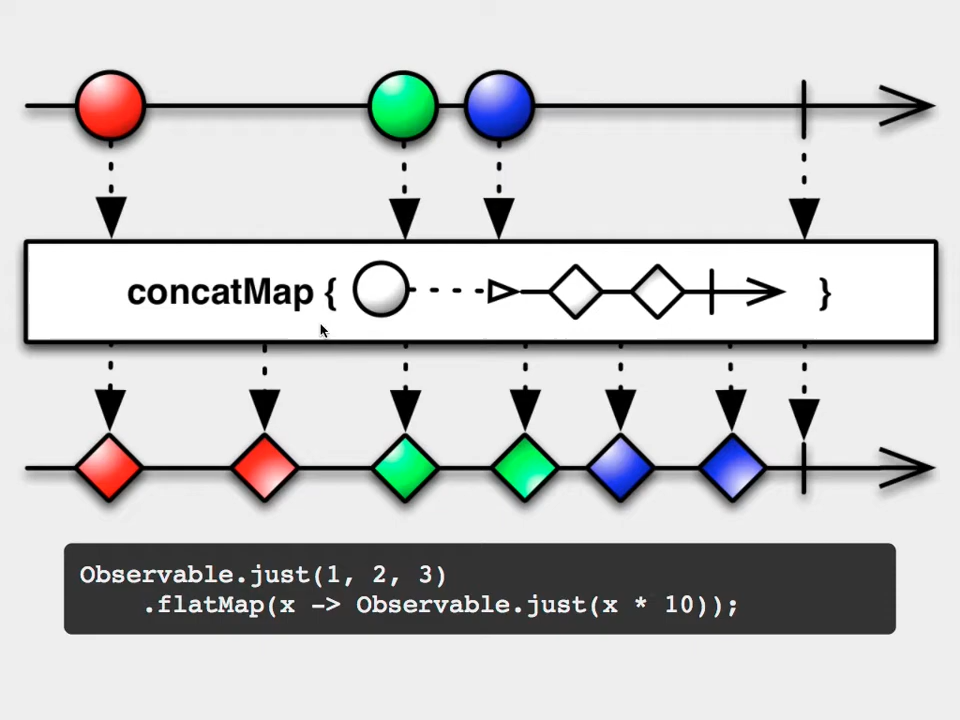 concatMap { }
Observable.just(1, 2, 3)
.flatMap(x -> Observable.just(x * 10));